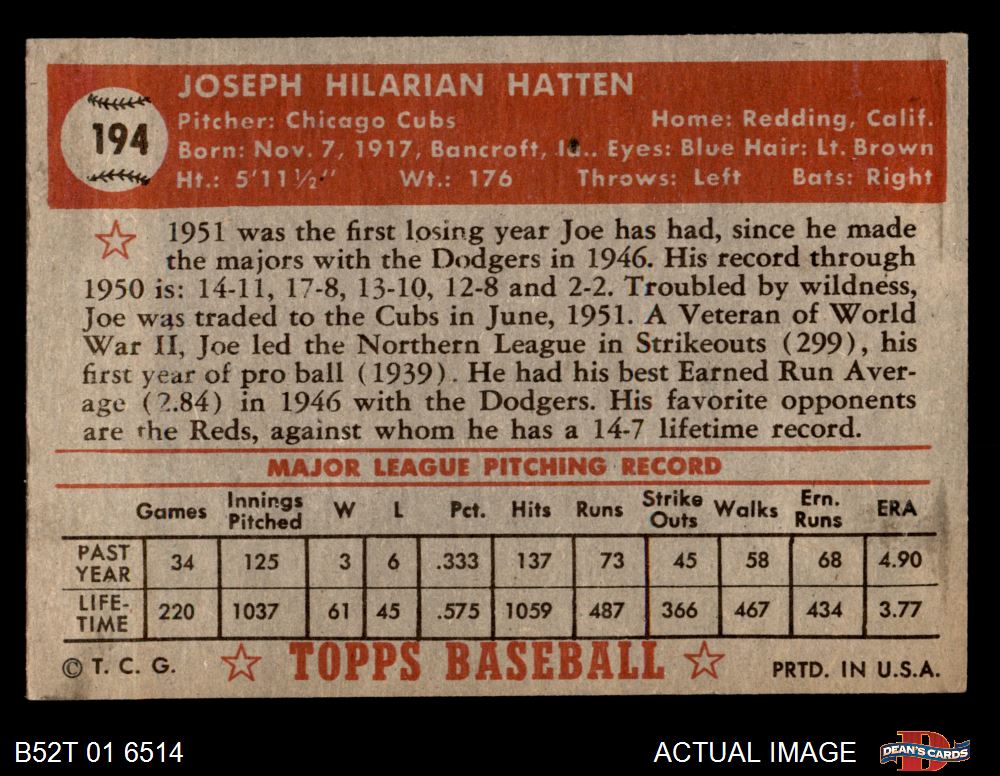 JOSEPH HILARIAN HATTEN
194
Pitcher: Chicago Cubs Home: Redding, Calif.
Born: Nov. 7, 1917, Bancroft, Ia.. Eyes: Blue Hair: Lt. Brown
Ht.: 5'11½" Wt.: 176 Throws: Left Bats: Right
1951 was the first losing year Joe has had, since he made
the majors with the Dodgers in 1946. His record through
1950 is: 14-11, 17-8, 13-10, 12-8 and 2-2. Troubled by wildness,
Joe was traded to the Cubs in June, 1951. A Veteran of World
War II, Joe led the Northern League in Strikeouts (299), his
first year of pro ball (1939). He had his best Earned Run Aver-
age (2.84) in 1946 with the Dodgers. His favorite opponents
are the Reds, against whom he has a 14-7 lifetime record.
MAJOR LEAGUE PITCHING RECORD
Games Innings Pitched W L Pct. Hits Runs Strike Outs Walks Ern. Runs ERA
PAST YEAR 34 125 3 6 .333 137 73 45 58 68 4.90
LIFE-TIME 220 1037 61 45 .575 1059 487 366 467 434 3.77
© T. C. G. TOPPS BASEBALL PRTD. IN U.S.A.
B52T 01 6514 ACTUAL IMAGE DEAN'S CARDS